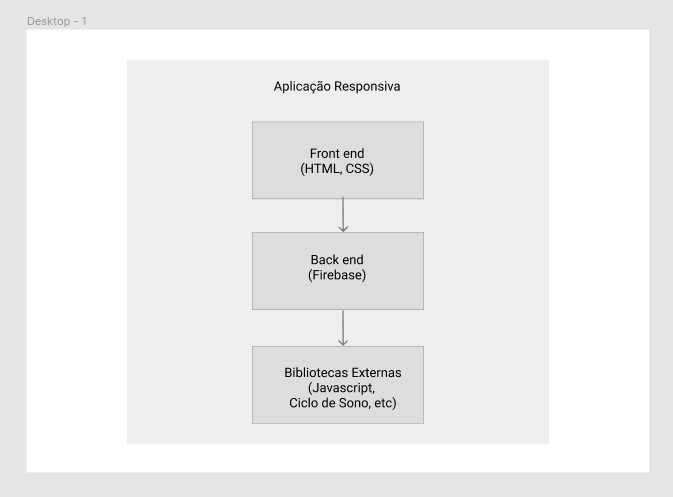 Desktop - 1
Aplicação Responsiva
Front end
(HTML, CSS)
Back end
(Firebase)
Bibliotecas Externas
(Javascript,
Ciclo de Sono, etc)